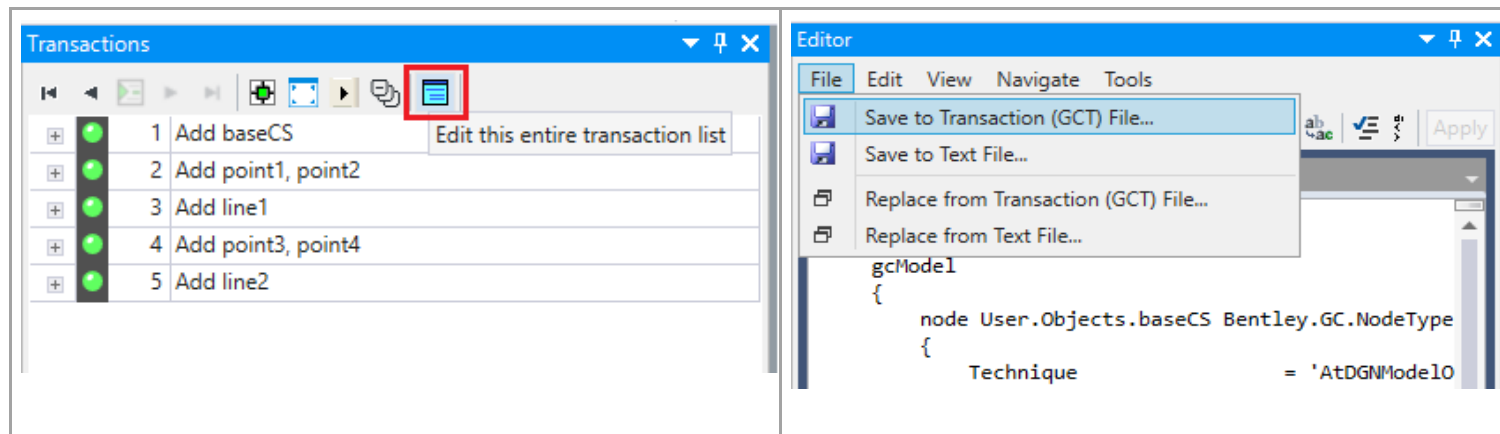 Transactions
1 Add baseCS
Edit this entire transaction list
2 Add point1, point2
3 Add line1
4 Add point3, point4
5 Add line2
Editor
File Edit View Navigate Tools
Save to Transaction (GCT) File...
ab
ac
Apply
Save to Text File...
Replace from Transaction (GCT) File...
Replace from Text File...
gcModel
{
node User.Objects.baseCS Bentley.GC.NodeType
{
Technique = 'AtDGNModelO